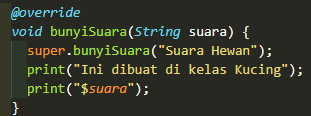 @override
void bunyiSuara(String suara) {
super.bunyiSuara("Suara Hewan");
print("Ini dibuat di kelas Kucing");
print("$suara");
}